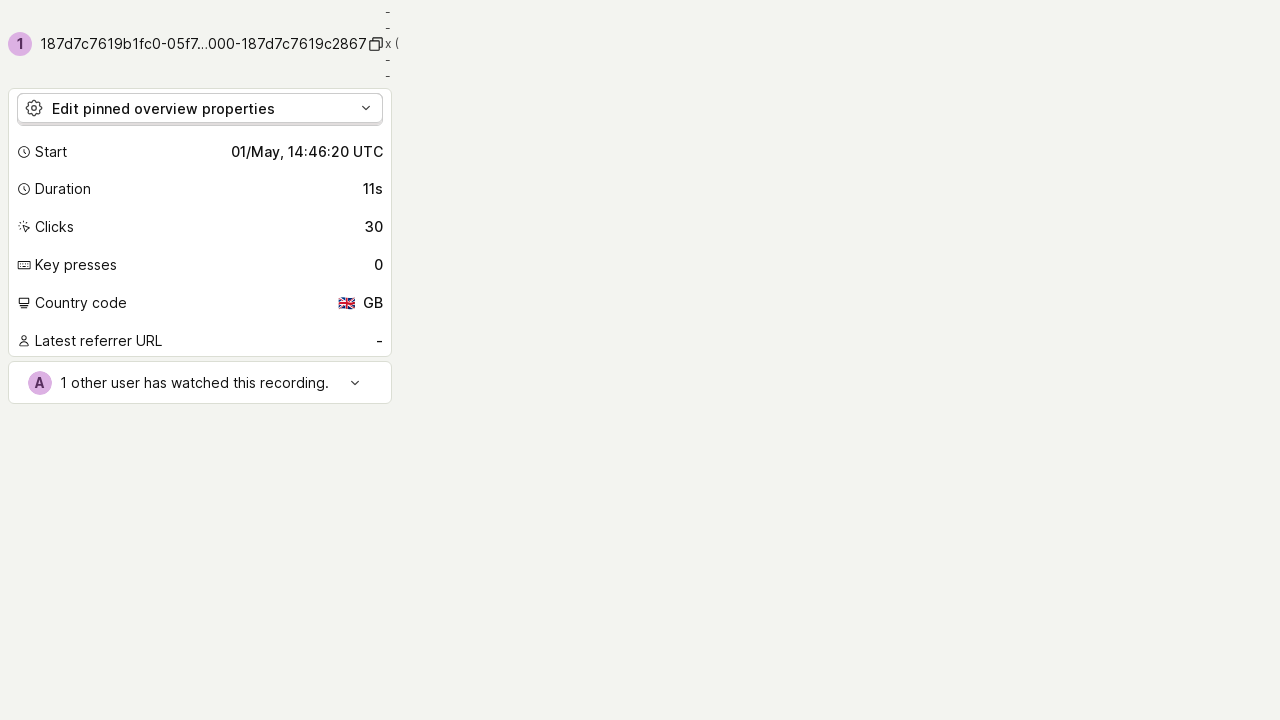 -
-
1 187d7c7619b1fc0-05f7…000-187d7c7619c2867 x (
-
-
Edit pinned overview properties
Start 01/May, 14:46:20 UTC
Duration 11s
Clicks 30
Key presses 0
Country code 🇬🇧 GB
Latest referrer URL -
A 1 other user has watched this recording.